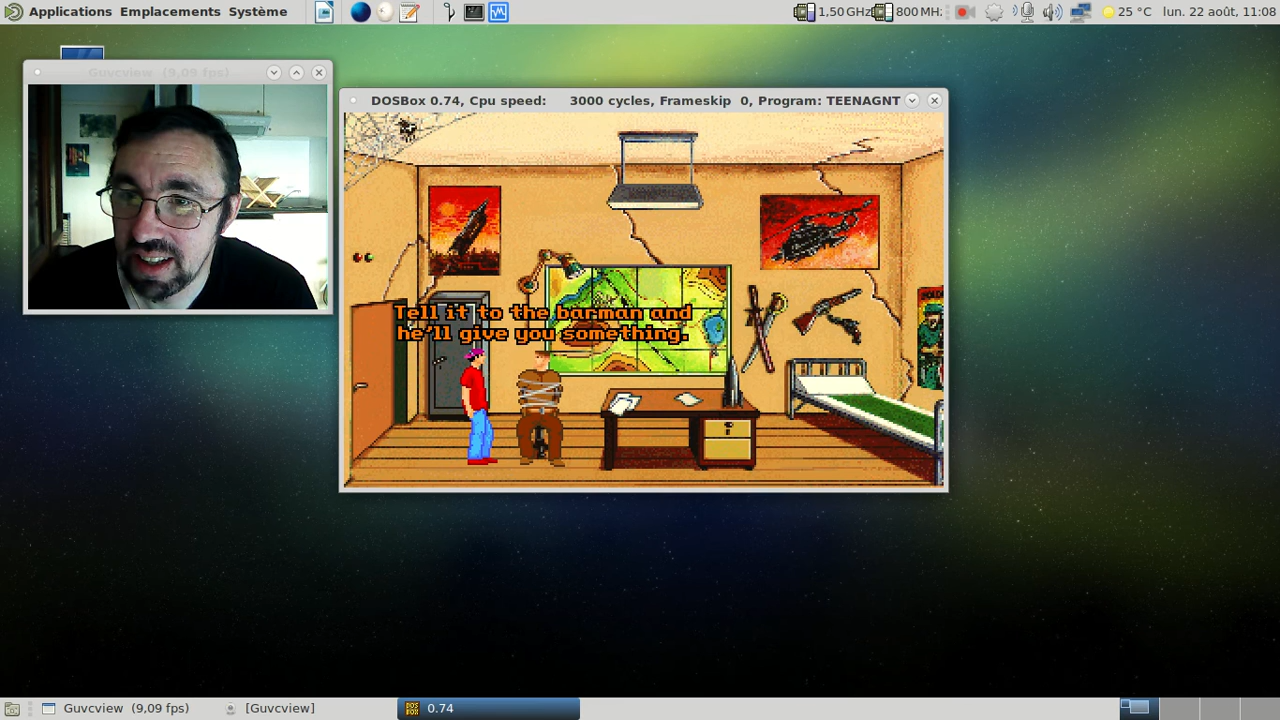 Applications Emplacements Système 1,50 GHz 800 MH: 25 °C lun. 22 août, 11:08
Guvcview (9,09 fps)
DOSBox 0.74, Cpu speed: 3000 cycles, Frameskip 0, Program: TEENAGNT
Tell it to the barman and
he'll give you something.
Guvcview (9,09 fps) [Guvcview] DOS BOX 0.74